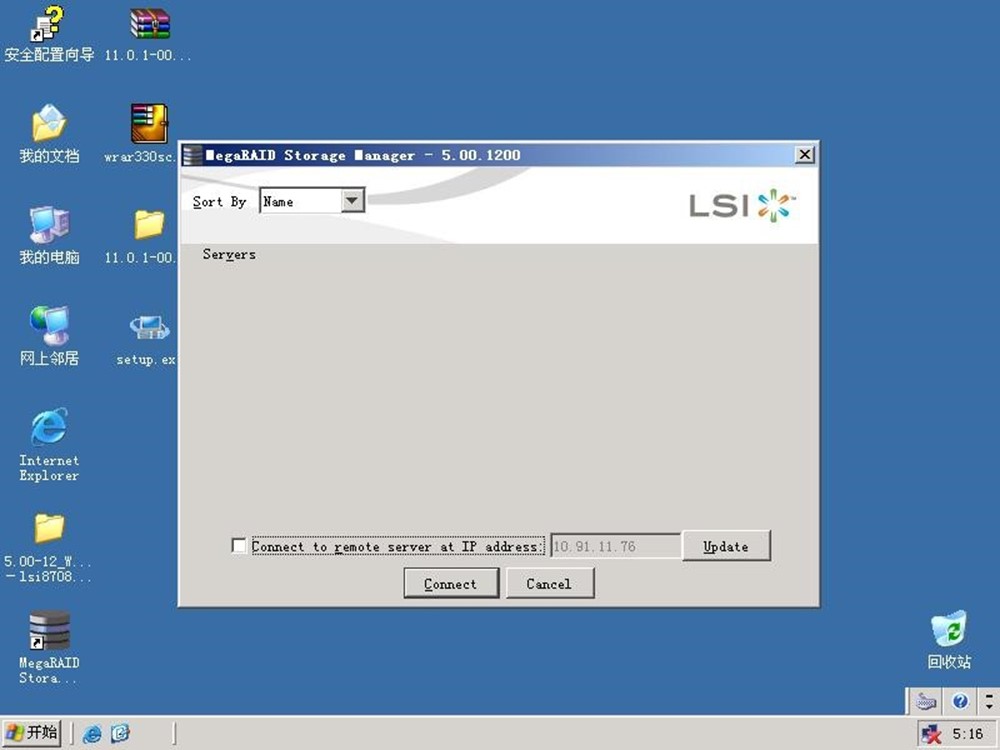 安全配置向导
11.0.1-00...
我的文档
wrar330sc.
我的电脑
11.0.1-00.
网上邻居
setup.ex
Internet
Explorer
5.00-12_W...
-lsi8708...
MegaRAID
Stora...
MegaRAID Storage Manager - 5.00.1200
Sort By
Name
LSI
Servers
Connect to remote server at IP address:
10.91.11.76
Update
Connect
Cancel
回收站
开始
5:16